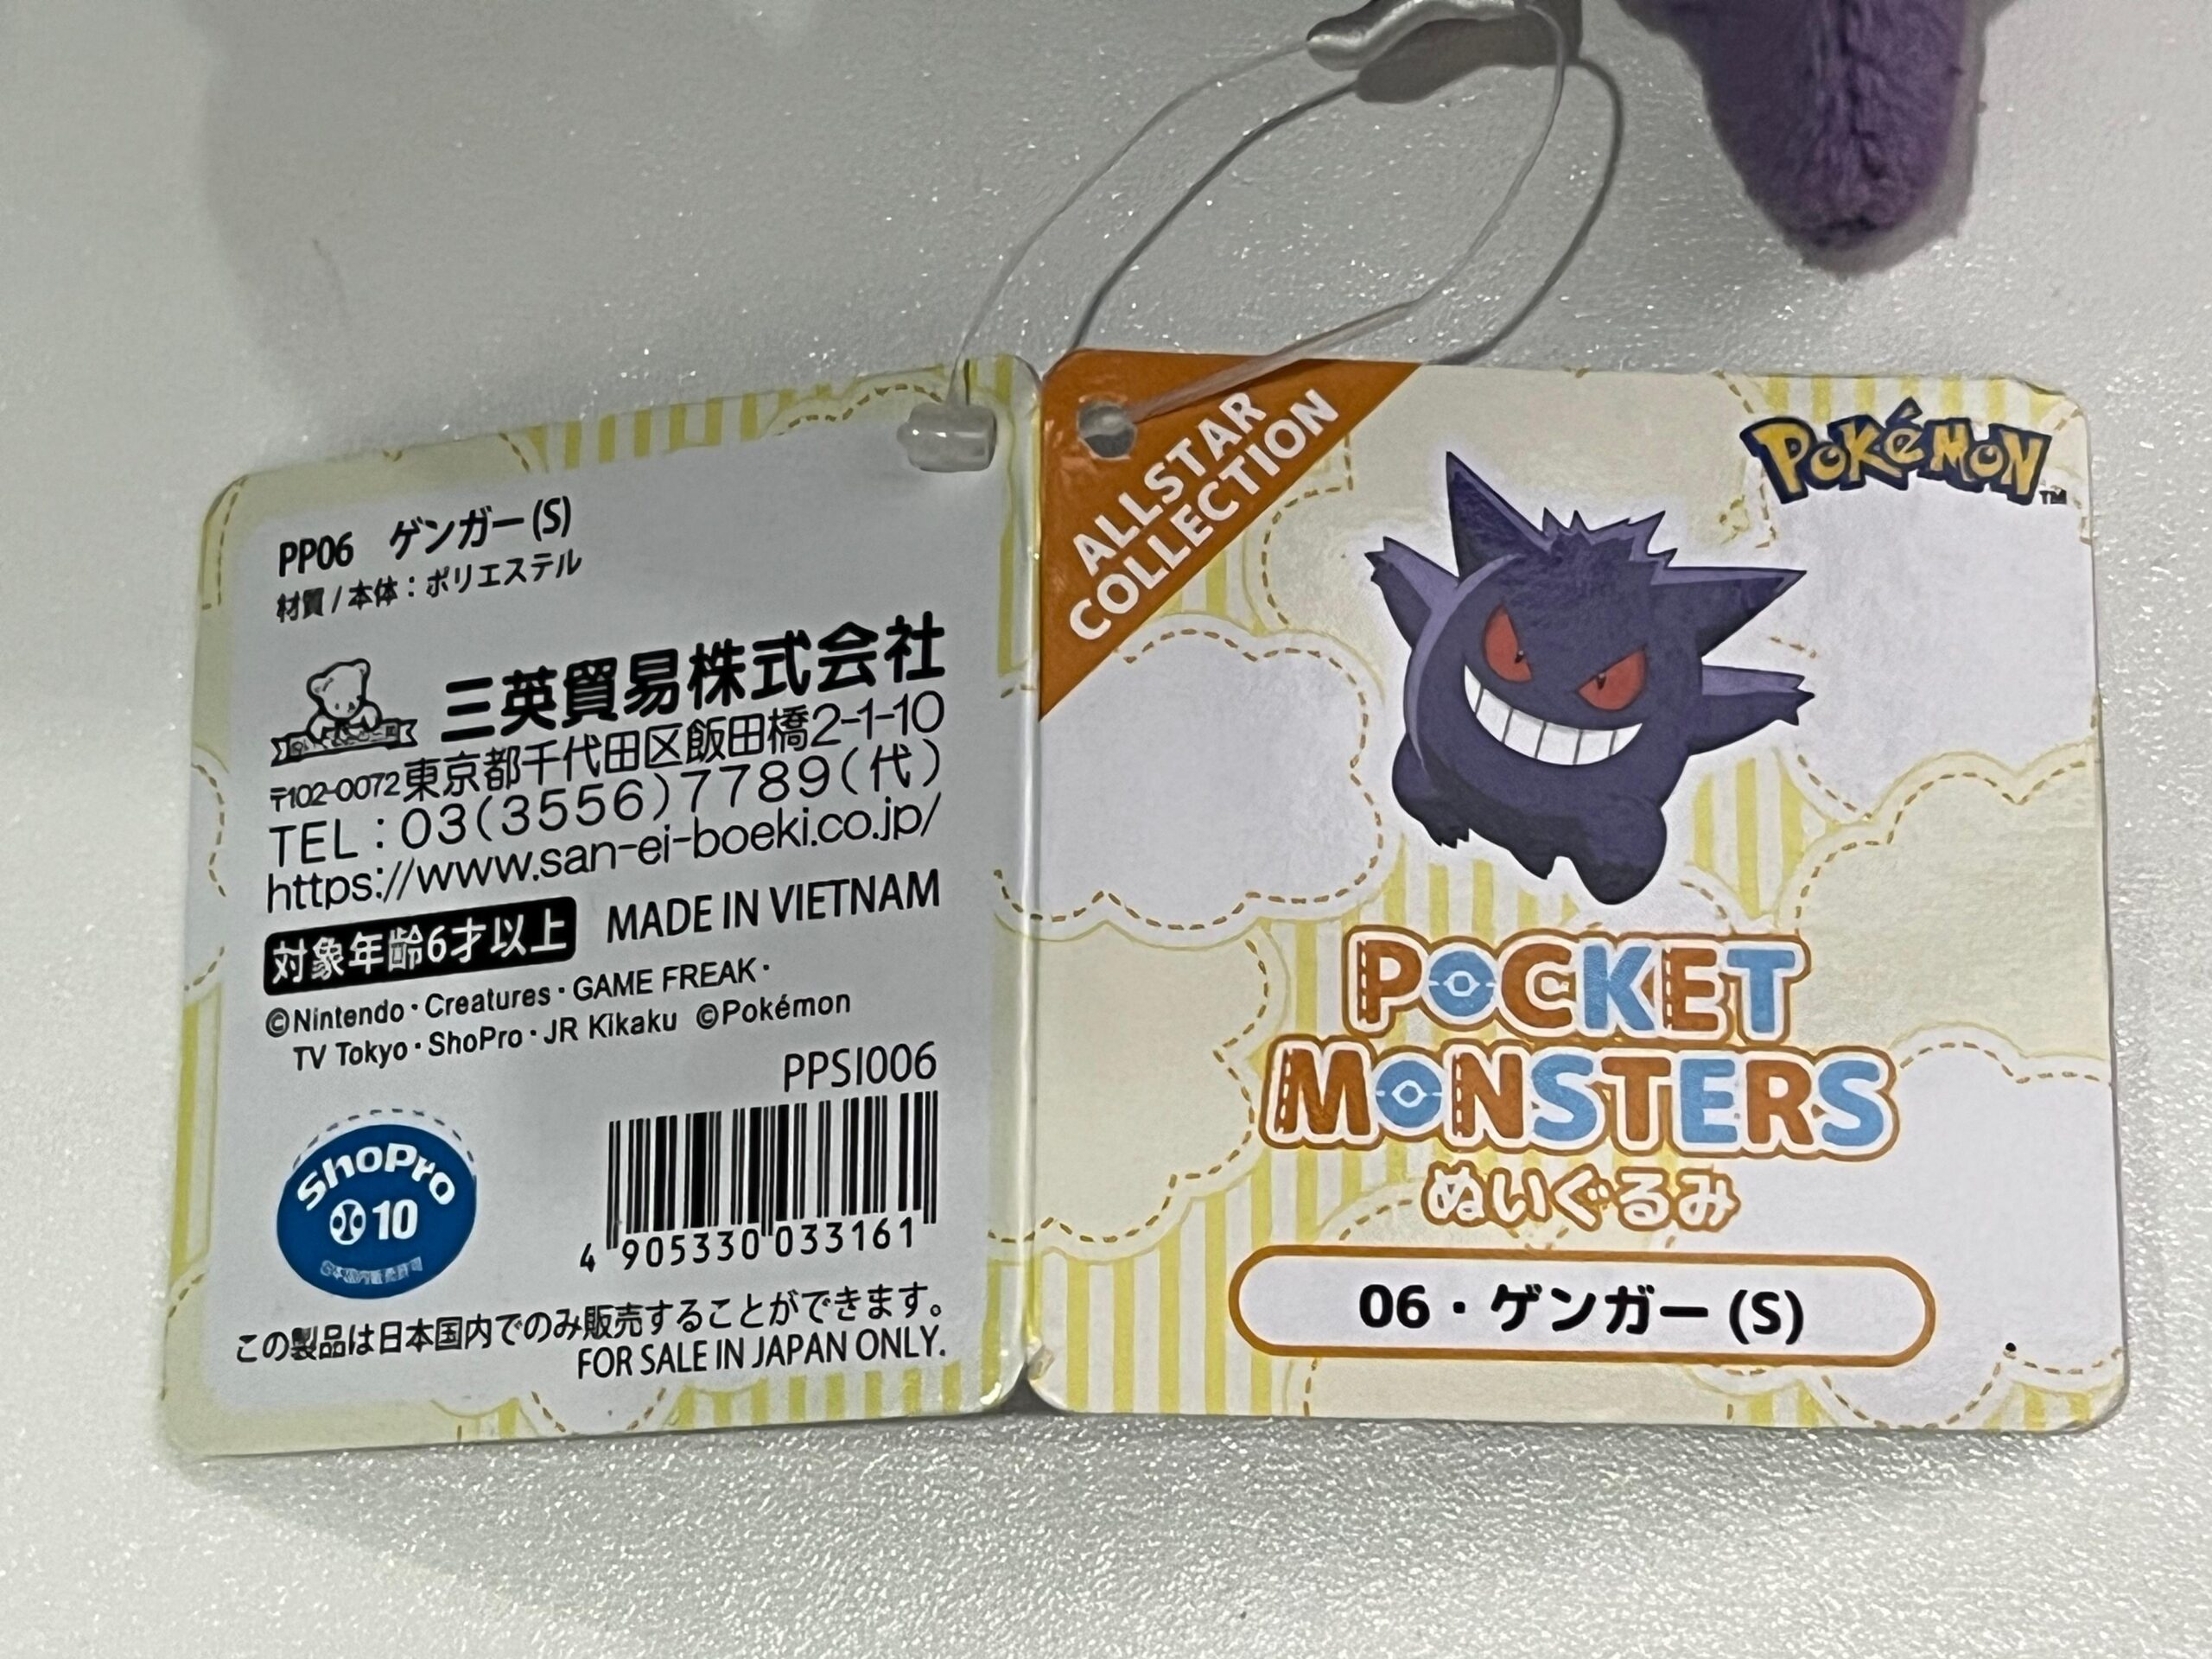 PP06 ゲンガー(S)
材質/本体：ポリエステル
三英貿易株式会社
〒102-0072東京都千代田区飯田橋2-1-10
TEL：03(3556)7789(代)
https://www.san-ei-boeki.co.jp/
対象年齢6才以上 MADE IN VIETNAM
©Nintendo・Creatures・GAME FREAK・
TV Tokyo・ShoPro・JR Kikaku ©Pokémon
PPSI006
ShoPro
10
4 905330 033161
この製品は日本国内でのみ販売することができます。
FOR SALE IN JAPAN ONLY.
ALLSTAR
COLLECTION
POKéMON™
POCKET
MONSTERS
ぬいぐるみ
06・ゲンガー(S)